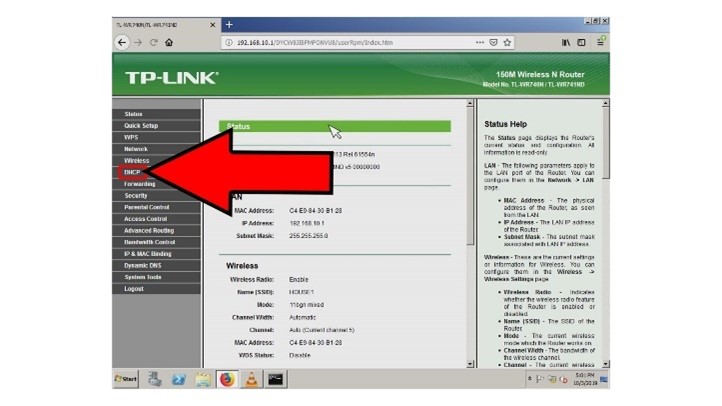 TL-WR740N/TL-WR741ND
192.168.10.1/
/userRpm/Index.htm
TP-LINK
150M Wireless N Router
Model No. TL-WR740N / TL-WR741ND
Status
Quick Setup
WPS
Network
Wireless
DHCP
Forwarding
Security
Parental Control
Access Control
Advanced Routing
Bandwidth Control
IP & MAC Binding
Dynamic DNS
System Tools
Logout
Status
13 Rel.61554n
v5 00000000
AN
MAC Address: C4-E9-84-30-B1-28
IP Address: 192.168.10.1
Subnet Mask: 255.255.255.0
Wireless
Wireless Radio: Enable
Name (SSID): HOUSE1
Mode: 11bgn mixed
Channel Width: Automatic
Channel: Auto (Current channel 5)
MAC Address: C4-E9-84-30-B1-28
WDS Status: Disable
Status Help
The Status page displays the Router's
current status and configuration. All
information is read-only.
LAN - The following parameters apply to
the LAN port of the Router. You can
configure them in the Network -> LAN
page.
• MAC Address - The physical
address of the Router, as seen
from the LAN.
• IP Address - The LAN IP address
of the Router.
• Subnet Mask - The subnet mask
associated with LAN IP address.
Wireless - These are the current settings
or information for Wireless. You can
configure them in the Wireless ->
Wireless Settings page.
• Wireless Radio - Indicates
whether the wireless radio feature
of the Router is enabled or
disabled.
• Name (SSID) - The SSID of the
Router.
• Mode - The current wireless
mode which the Router works on.
• Channel Width - The bandwidth of
the wireless channel.
• Channel - The current wireless
Start
5:01 PM
10/3/2019